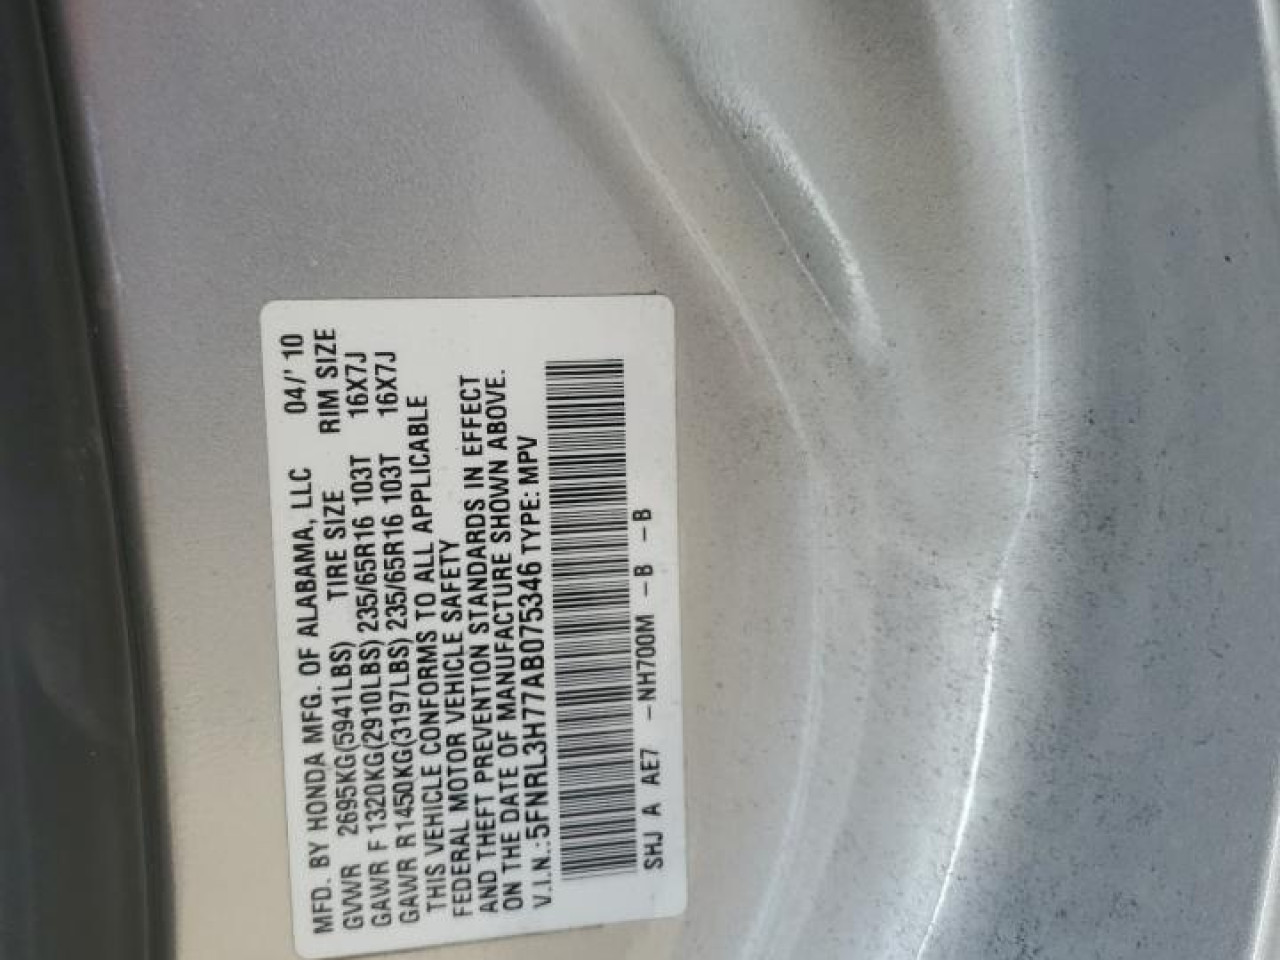 MFD. BY HONDA MFG. OF ALABAMA, LLC 04/'10
GVWR 2695KG(5941LBS) TIRE SIZE RIM SIZE
GAWR F 1320KG(2910LBS) 235/65R16 103T 16X7J
GAWR R 1450KG(3197LBS) 235/65R16 103T 16X7J
THIS VEHICLE CONFORMS TO ALL APPLICABLE
FEDERAL MOTOR VEHICLE SAFETY
AND THEFT PREVENTION STANDARDS IN EFFECT
ON THE DATE OF MANUFACTURE SHOWN ABOVE.
V.I.N.:5FNRL3H77AB075346 TYPE: MPV
SHJ A AE7 -NH700M -B -B